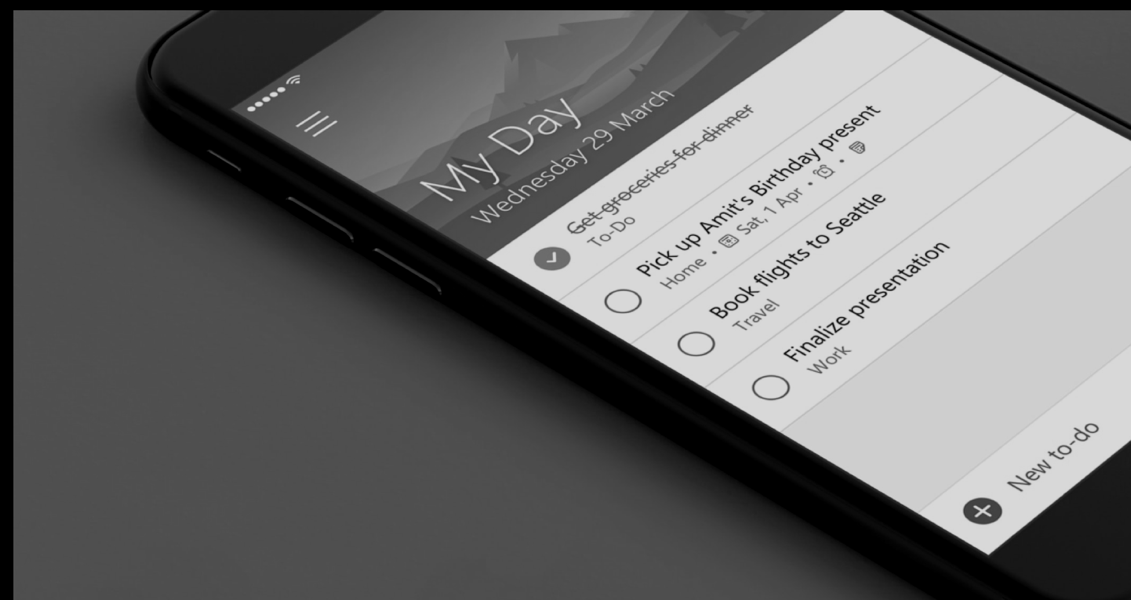 My Day
Wednesday 29 March
Get groceries for dinner
To-Do
Pick up Amit's Birthday present
Home • Sat, 1 Apr •  •
Book flights to Seattle
Travel
Finalize presentation
Work
New to-do